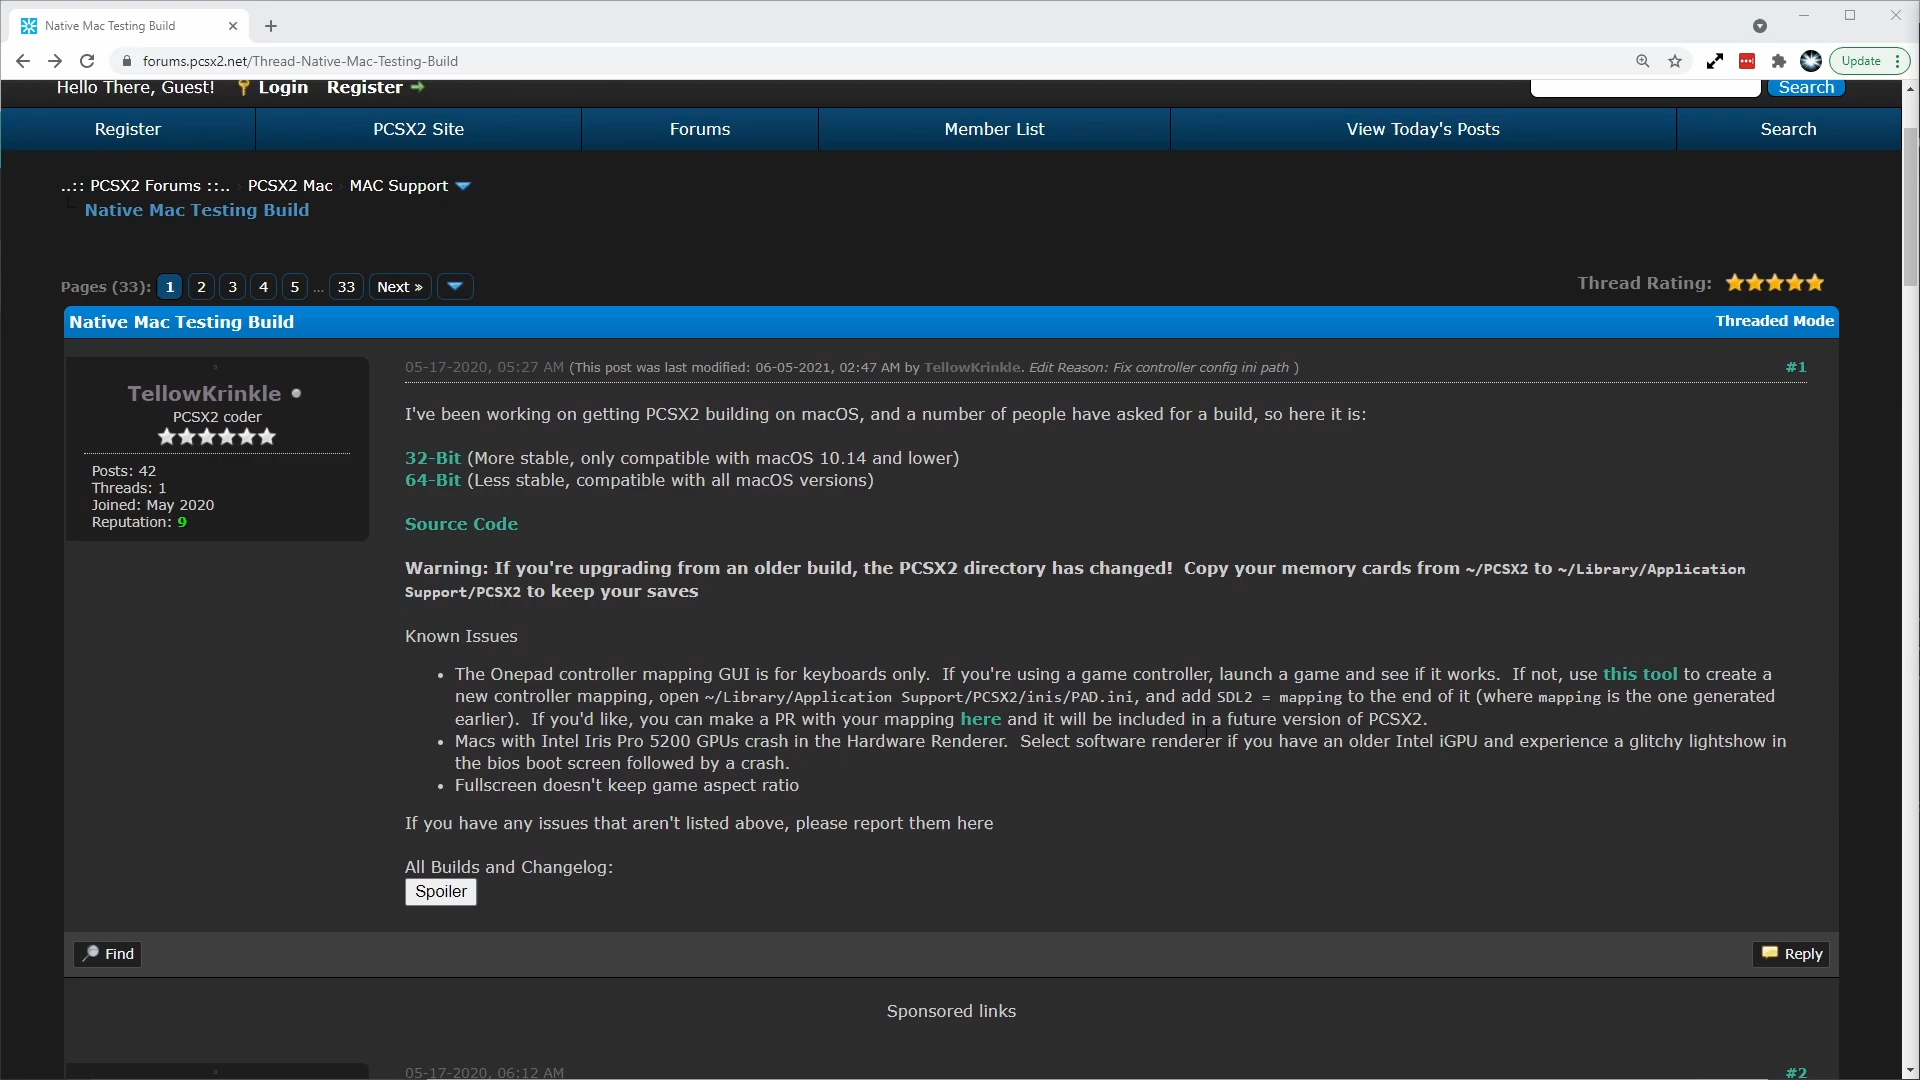 Native Mac Testing Build
forums.pcsx2.net/Thread-Native-Mac-Testing-Build
Update
Hello There, Guest! Login Register
Search
Register PCSX2 Site Forums Member List View Today's Posts Search
..:: PCSX2 Forums ::.. › PCSX2 Mac › MAC Support
Native Mac Testing Build
Pages (33): 1 2 3 4 5 ... 33 Next »
Thread Rating:
Native Mac Testing Build
Threaded Mode
TellowKrinkle
PCSX2 coder
Posts: 42
Threads: 1
Joined: May 2020
Reputation: 9
05-17-2020, 05:27 AM (This post was last modified: 06-05-2021, 02:47 AM by TellowKrinkle. Edit Reason: Fix controller config ini path )
#1
I've been working on getting PCSX2 building on macOS, and a number of people have asked for a build, so here it is:
32-Bit (More stable, only compatible with macOS 10.14 and lower)
64-Bit (Less stable, compatible with all macOS versions)
Source Code
Warning: If you're upgrading from an older build, the PCSX2 directory has changed! Copy your memory cards from ~/PCSX2 to ~/Library/Application
Support/PCSX2 to keep your saves
Known Issues
• The Onepad controller mapping GUI is for keyboards only. If you're using a game controller, launch a game and see if it works. If not, use this tool to create a
new controller mapping, open ~/Library/Application Support/PCSX2/inis/PAD.ini, and add SDL2 = mapping to the end of it (where mapping is the one generated
earlier). If you'd like, you can make a PR with your mapping here and it will be included in a future version of PCSX2.
• Macs with Intel Iris Pro 5200 GPUs crash in the Hardware Renderer. Select software renderer if you have an older Intel iGPU and experience a glitchy lightshow in
the bios boot screen followed by a crash.
• Fullscreen doesn't keep game aspect ratio
If you have any issues that aren't listed above, please report them here
All Builds and Changelog:
Spoiler
Find
Reply
Sponsored links
05-17-2020, 06:12 AM
#2